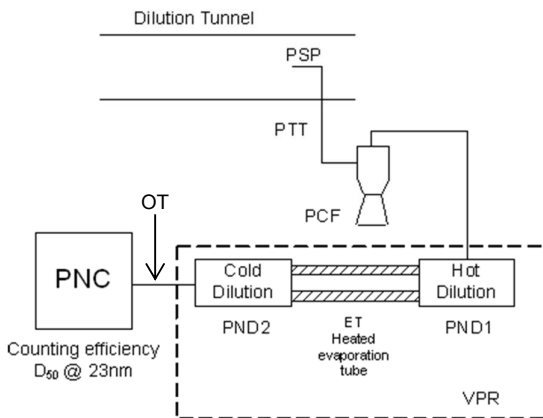 Dilution Tunnel
PSP
PTT
PCF
OT
PNC
Cold
Dilution
Hot
Dilution
PND2
ET
Heated
evaporation
tube
PND1
Counting efficiency
D50 @ 23nm
VPR